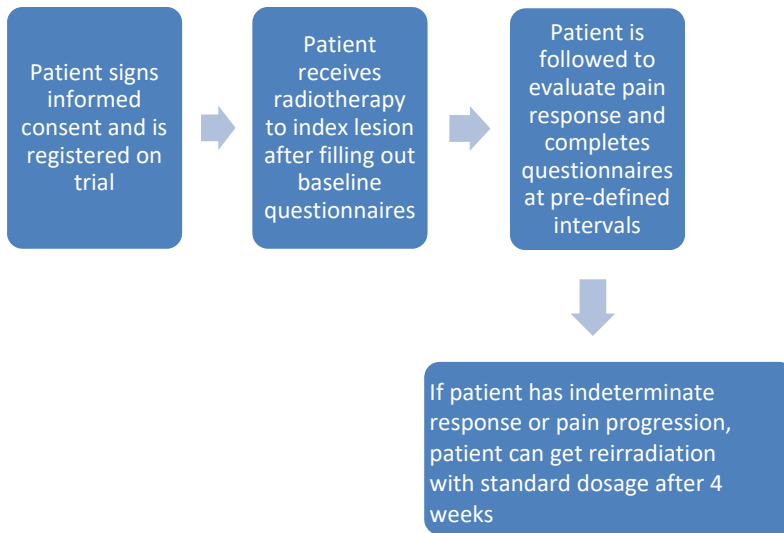 Patient signs
informed
consent and is
registered on
trial
Patient
receives
radiotherapy
to index lesion
after filling out
baseline
questionnaires
Patient is
followed to
evaluate pain
response and
completes
questionnaires
at pre-defined
intervals
If patient has indeterminate
response or pain progression,
patient can get reirradiation
with standard dosage after 4
weeks